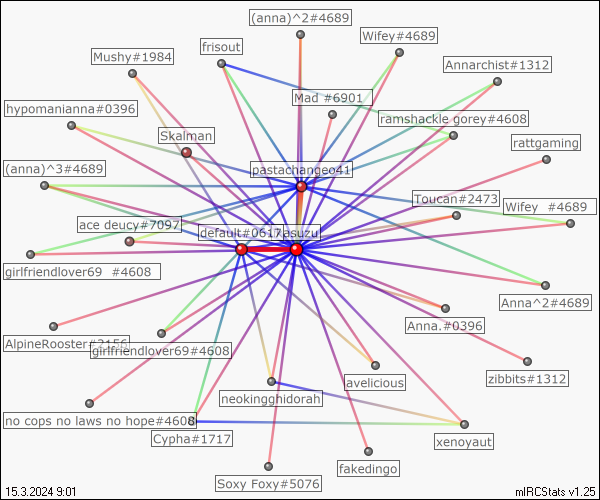 (anna)^2#4689
Wifey#4689
frisout
Mushy#1984
Annarchist#1312
Mad #6901
hypomanianna#0396
ramshackle gorey#4608
Skalman
rattgaming
(anna)^3#4689
pastachangeo41
Toucan#2473
Wifey #4689
ace deucy#7097
default#0617
asuzu
girlfriendlover69 #4608
Anna^2#4689
Anna.#0396
AlpineRooster#2156
girlfriendlover69#4608
zibbits#1312
avelicious
neokingghidorah
no cops no laws no hope#4608
Cypha#1717
xenoyaut
fakedingo
Soxy Foxy#5076
15.3.2024 9:01
mIRCStats v1.25